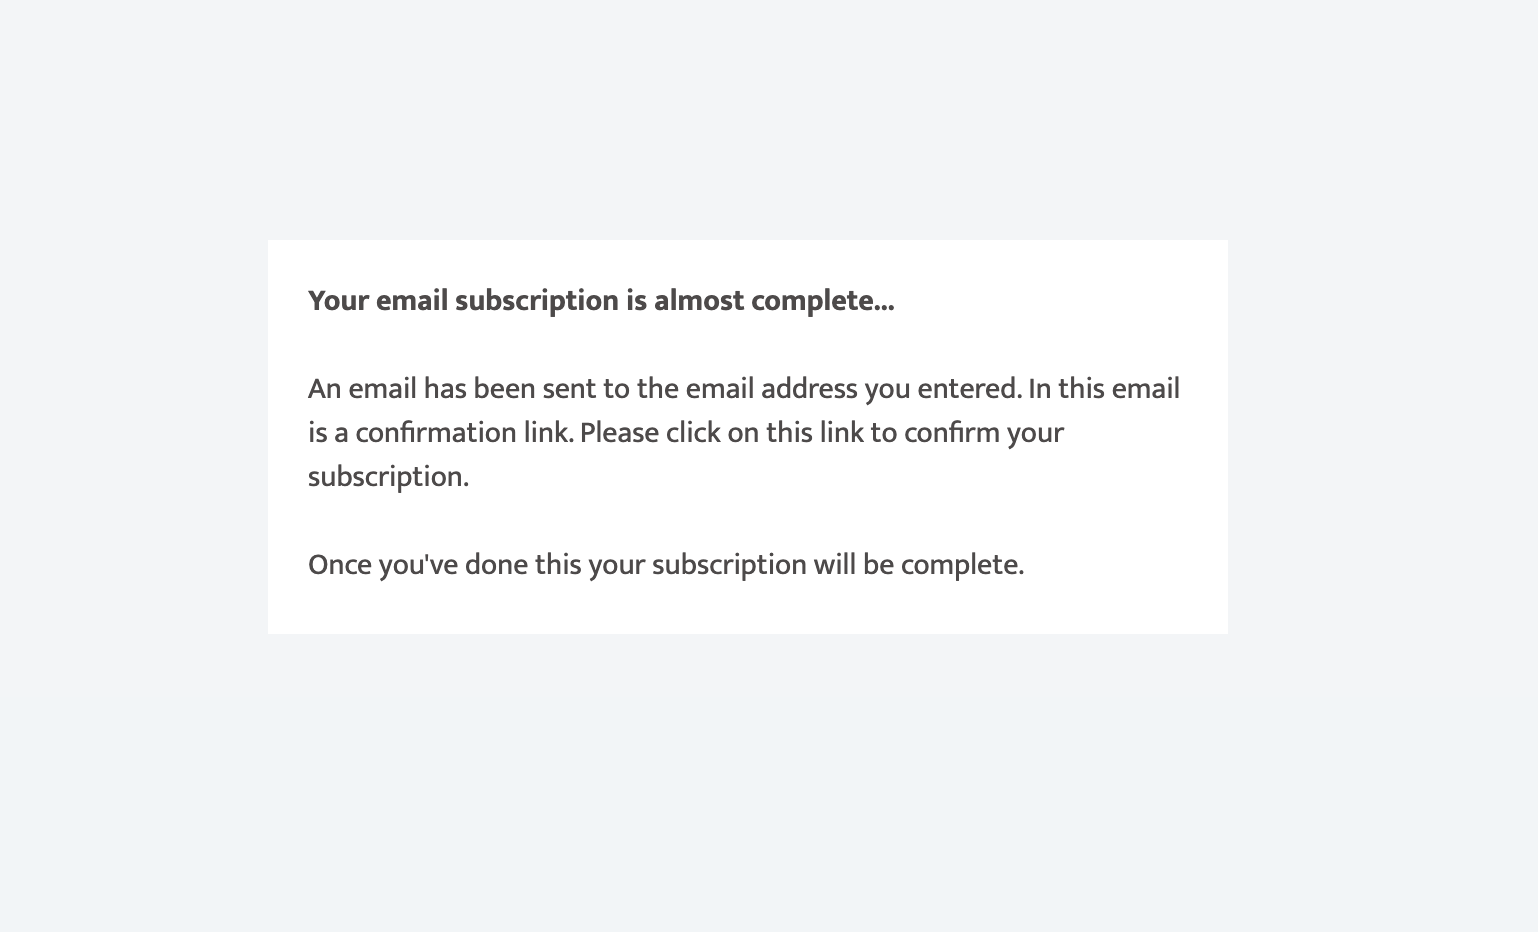 Your email subscription is almost complete...
An email has been sent to the email address you entered. In this email
is a confirmation link. Please click on this link to confirm your
subscription.
Once you've done this your subscription will be complete.